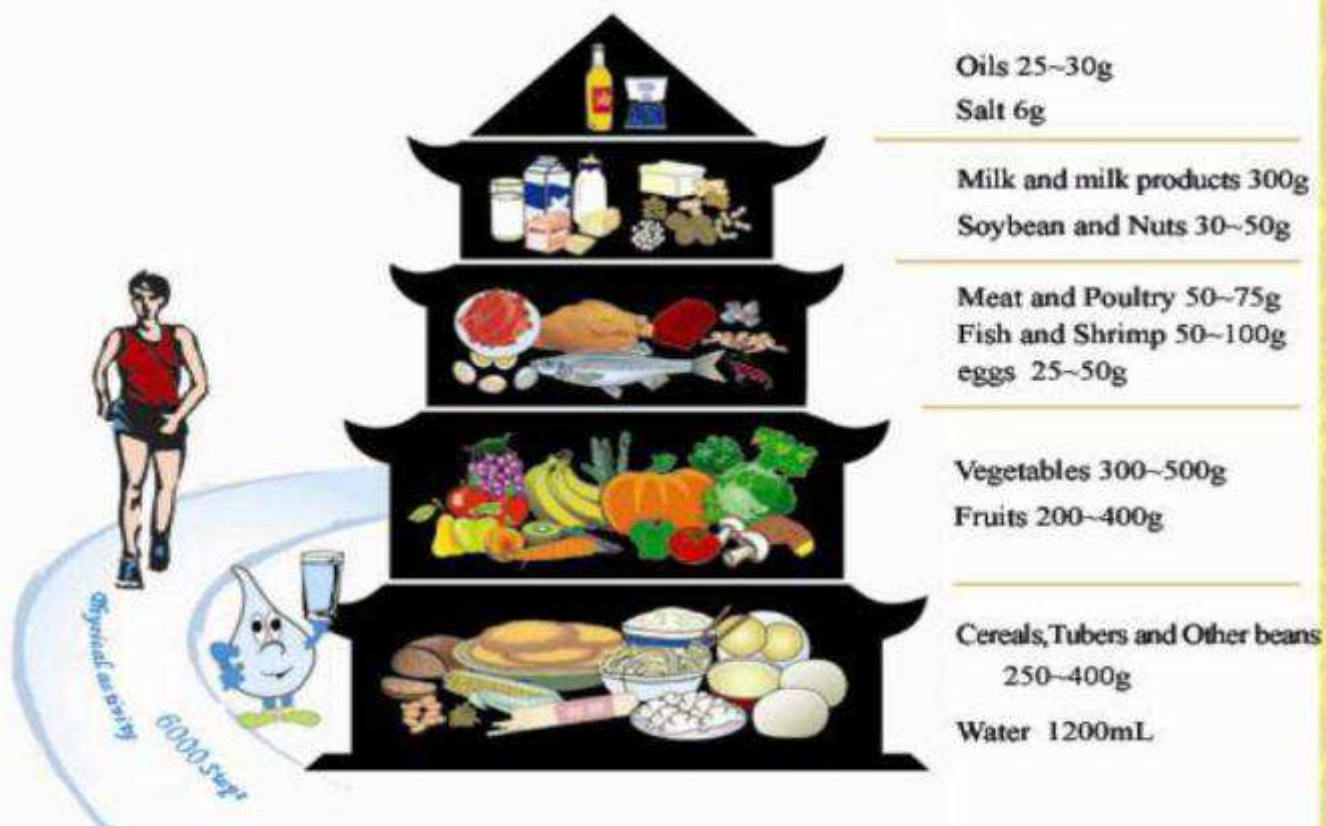 Oils 25~30g
Salt 6g
Milk and milk products 300g
Soybean and Nuts 30~50g
Meat and Poultry 50~75g
Fish and Shrimp 50~100g
eggs 25~50g
Vegetables 300~500g
Fruits 200~400g
Cereals,Tubers and Other beans
250~400g
Water 1200mL
Physical activity
6000 Steps